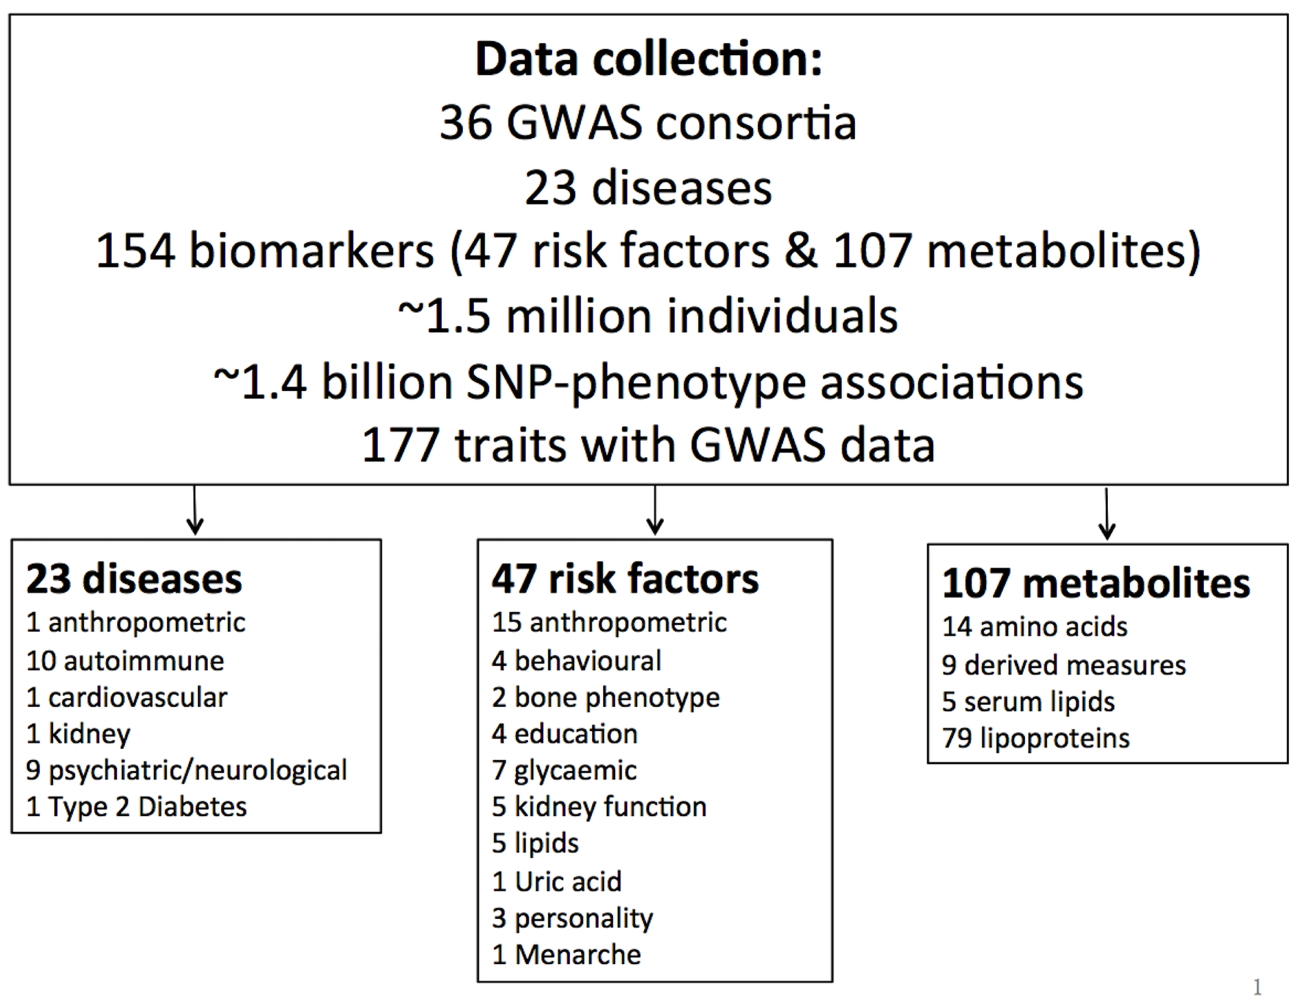 Data collection:
36 GWAS consortia
23 diseases
154 biomarkers (47 risk factors & 107 metabolites)
~1.5 million individuals
~1.4 billion SNP-phenotype associations
177 traits with GWAS data
23 diseases
1 anthropometric
10 autoimmune
1 cardiovascular
1 kidney
9 psychiatric/neurological
1 Type 2 Diabetes
47 risk factors
15 anthropometric
4 behavioural
2 bone phenotype
4 education
7 glycaemic
5 kidney function
5 lipids
1 Uric acid
3 personality
1 Menarche
107 metabolites
14 amino acids
9 derived measures
5 serum lipids
79 lipoproteins
1